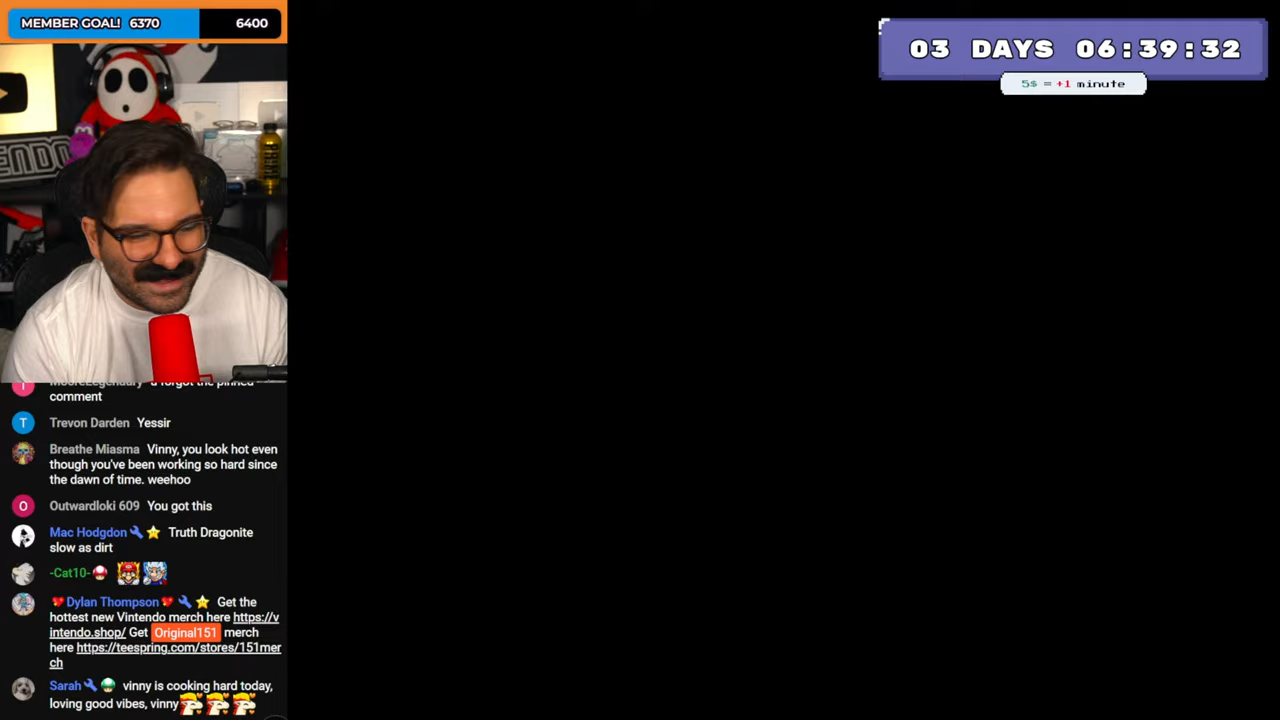 MEMBER GOAL! 6370 6400
03 DAYS 06:39:32
5$ = +1 minute
ENDO
a forgot the pinned
comment
Trevon Darden Yessir
Breathe Miasma Vinny, you look hot even
though you've been working so hard since
the dawn of time. weehoo
Outwardloki 609 You got this
Mac Hodgdon Truth Dragonite
slow as dirt
-Cat10-
Dylan Thompson Get the
hottest new Vintendo merch here https://v
intendo.shop/ Get Original151 merch
here https://teespring.com/stores/151mer
ch
Sarah vinny is cooking hard today,
loving good vibes, vinny